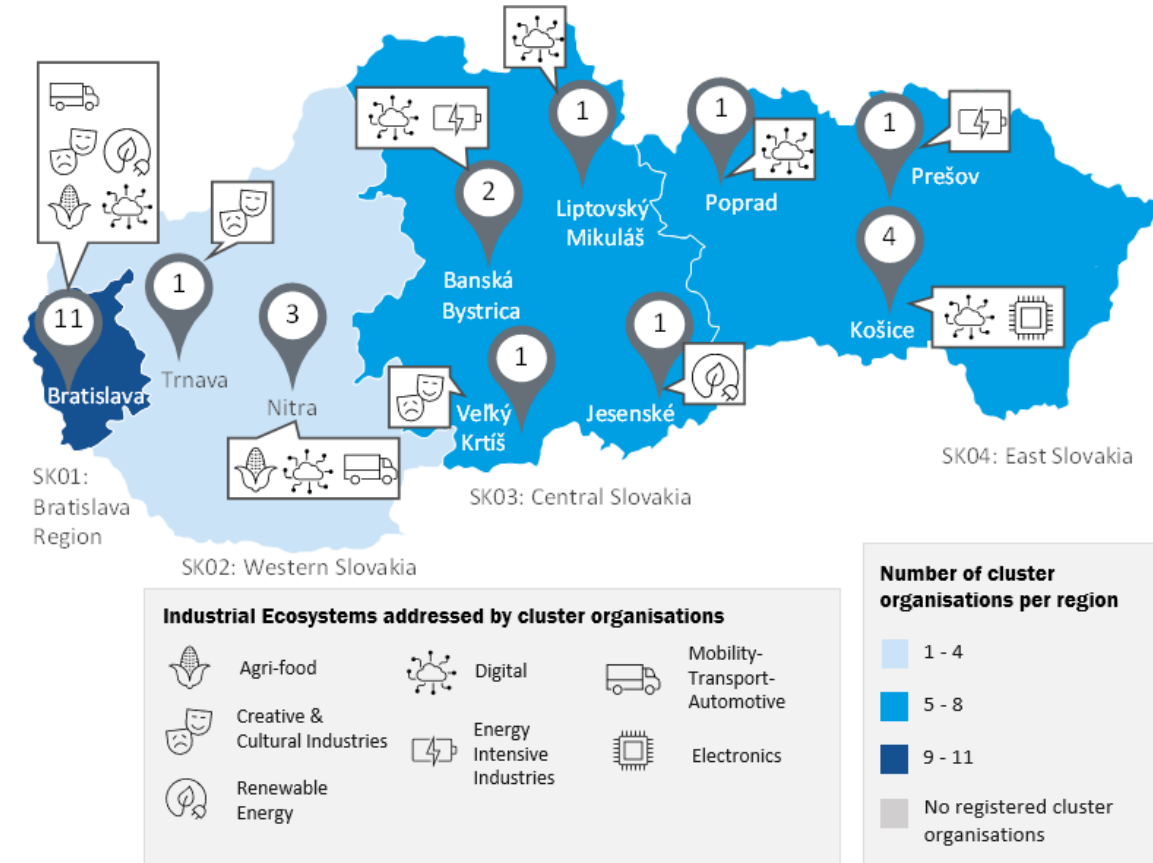 1
1
1
1
2
Prešov
Liptovský
Mikuláš
Poprad
4
Banská
Bystrica
1
3
11
1
1
Košice
Trnava
Bratislava
Nitra
Veľký
Krtíš
Jesenské
SK01:
Bratislava
Region
SK02: Western Slovakia
SK03: Central Slovakia
SK04: East Slovakia
Industrial Ecosystems addressed by cluster organisations
Agri-food
Creative &
Cultural Industries
Renewable
Energy
Digital
Energy
Intensive
Industries
Mobility-
Transport-
Automotive
Electronics
Number of cluster
organisations per region
1 - 4
5 - 8
9 - 11
No registered cluster
organisations